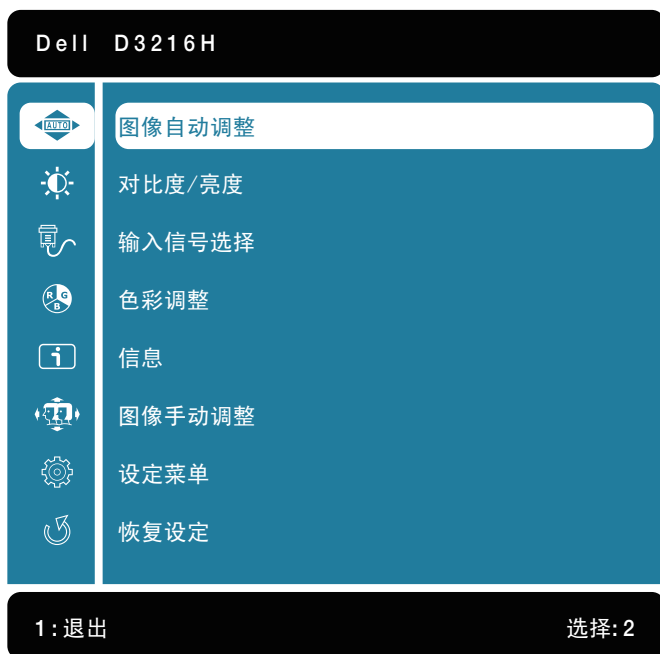 Dell D3216H
AUTO
图像自动调整
对比度/亮度
输入信号选择
R G
B
色彩调整
i
信息
图像手动调整
设定菜单
恢复设定
1:退出
选择:2